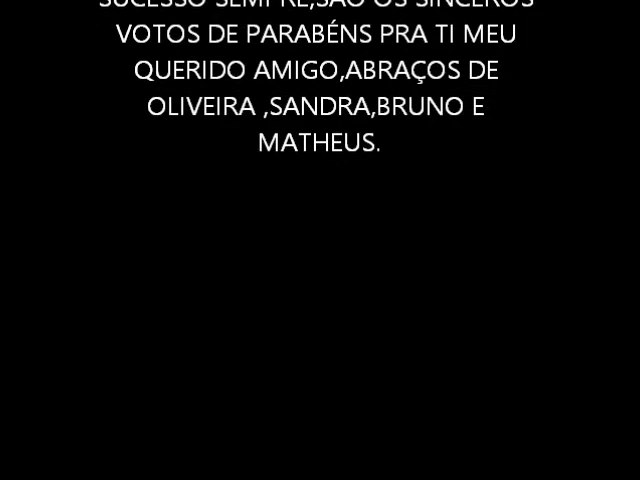 SUCESSO SEMPRE,SÃO OS SINCEROS
VOTOS DE PARABÉNS PRA TI MEU
QUERIDO AMIGO,ABRAÇOS DE
OLIVEIRA ,SANDRA,BRUNO E
MATHEUS.